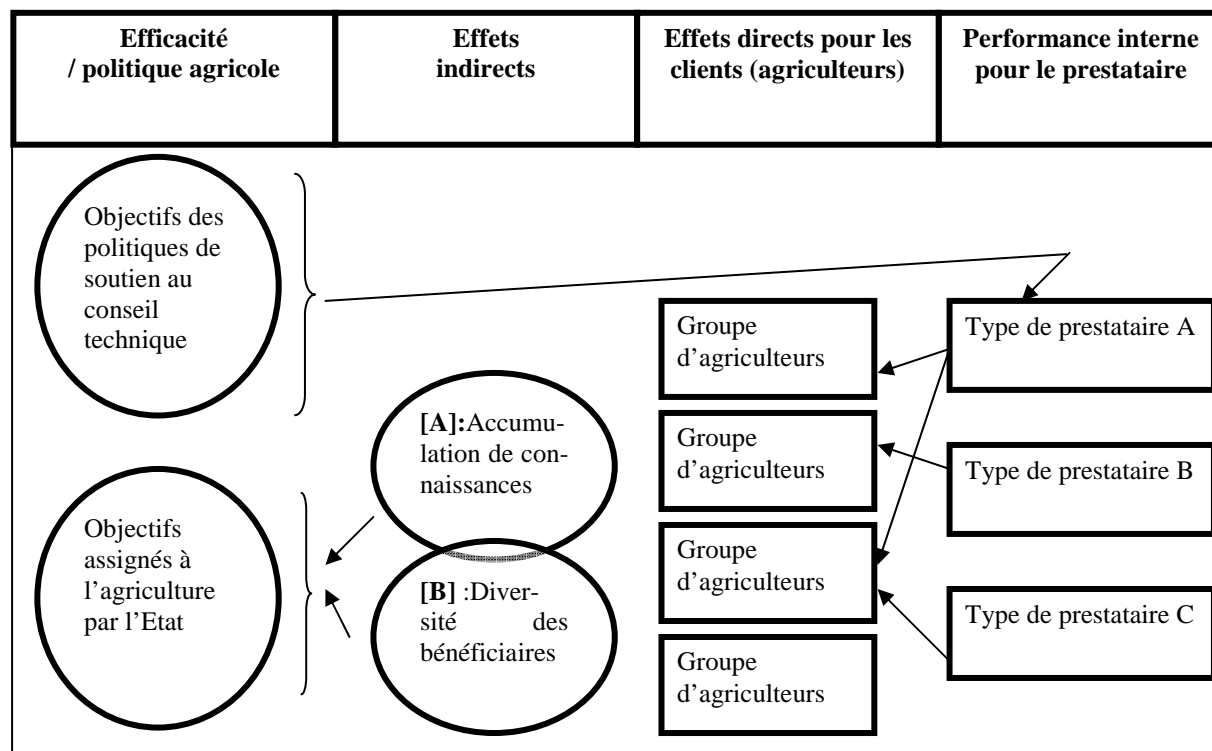 Efficacité
/ politique agricole
Effets
indirects
Effets directs pour les
clients (agriculteurs)
Performance interne
pour le prestataire
Objectifs des
politiques de
soutien au
conseil
technique
Objectifs
assignés à
l’agriculture
par l’Etat
[A]:Accumu-
lation de con-
naissances
[B] :Diver-
sité des
bénéficiaires
Groupe
d’agriculteurs
Groupe
d’agriculteurs
Groupe
d’agriculteurs
Groupe
d’agriculteurs
Type de prestataire A
Type de prestataire B
Type de prestataire C